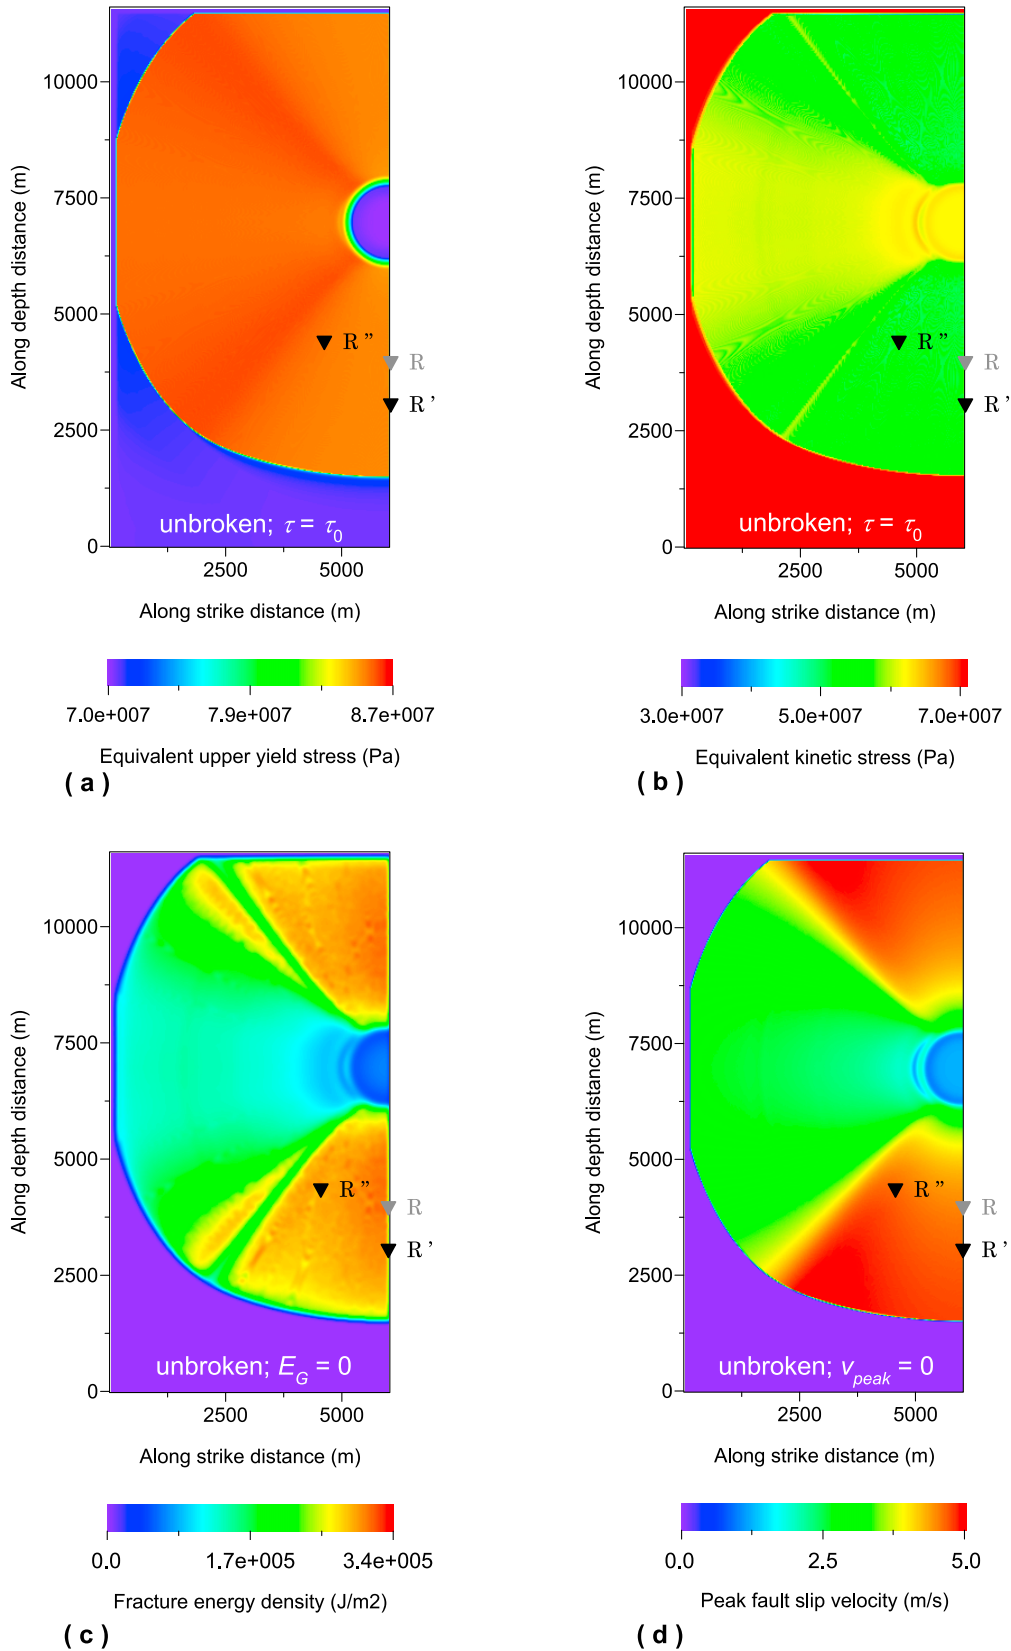 10000
7500
5000
2500
0
Along depth distance (m)
R "
R
R '
unbroken; τ = τ0
2500 5000
Along strike distance (m)
7.0e+007 7.9e+007 8.7e+007
Equivalent upper yield stress (Pa)
( a )
10000
7500
5000
2500
0
Along depth distance (m)
R "
R
R '
unbroken; τ = τ0
2500 5000
Along strike distance (m)
3.0e+007 5.0e+007 7.0e+007
Equivalent kinetic stress (Pa)
( b )
10000
7500
5000
2500
0
Along depth distance (m)
R "
R
R '
unbroken; EG = 0
2500 5000
Along strike distance (m)
0.0 1.7e+005 3.4e+005
Fracture energy density (J/m2)
( c )
10000
7500
5000
2500
0
Along depth distance (m)
R "
R
R '
unbroken; vpeak = 0
2500 5000
Along strike distance (m)
0.0 2.5 5.0
Peak fault slip velocity (m/s)
( d )